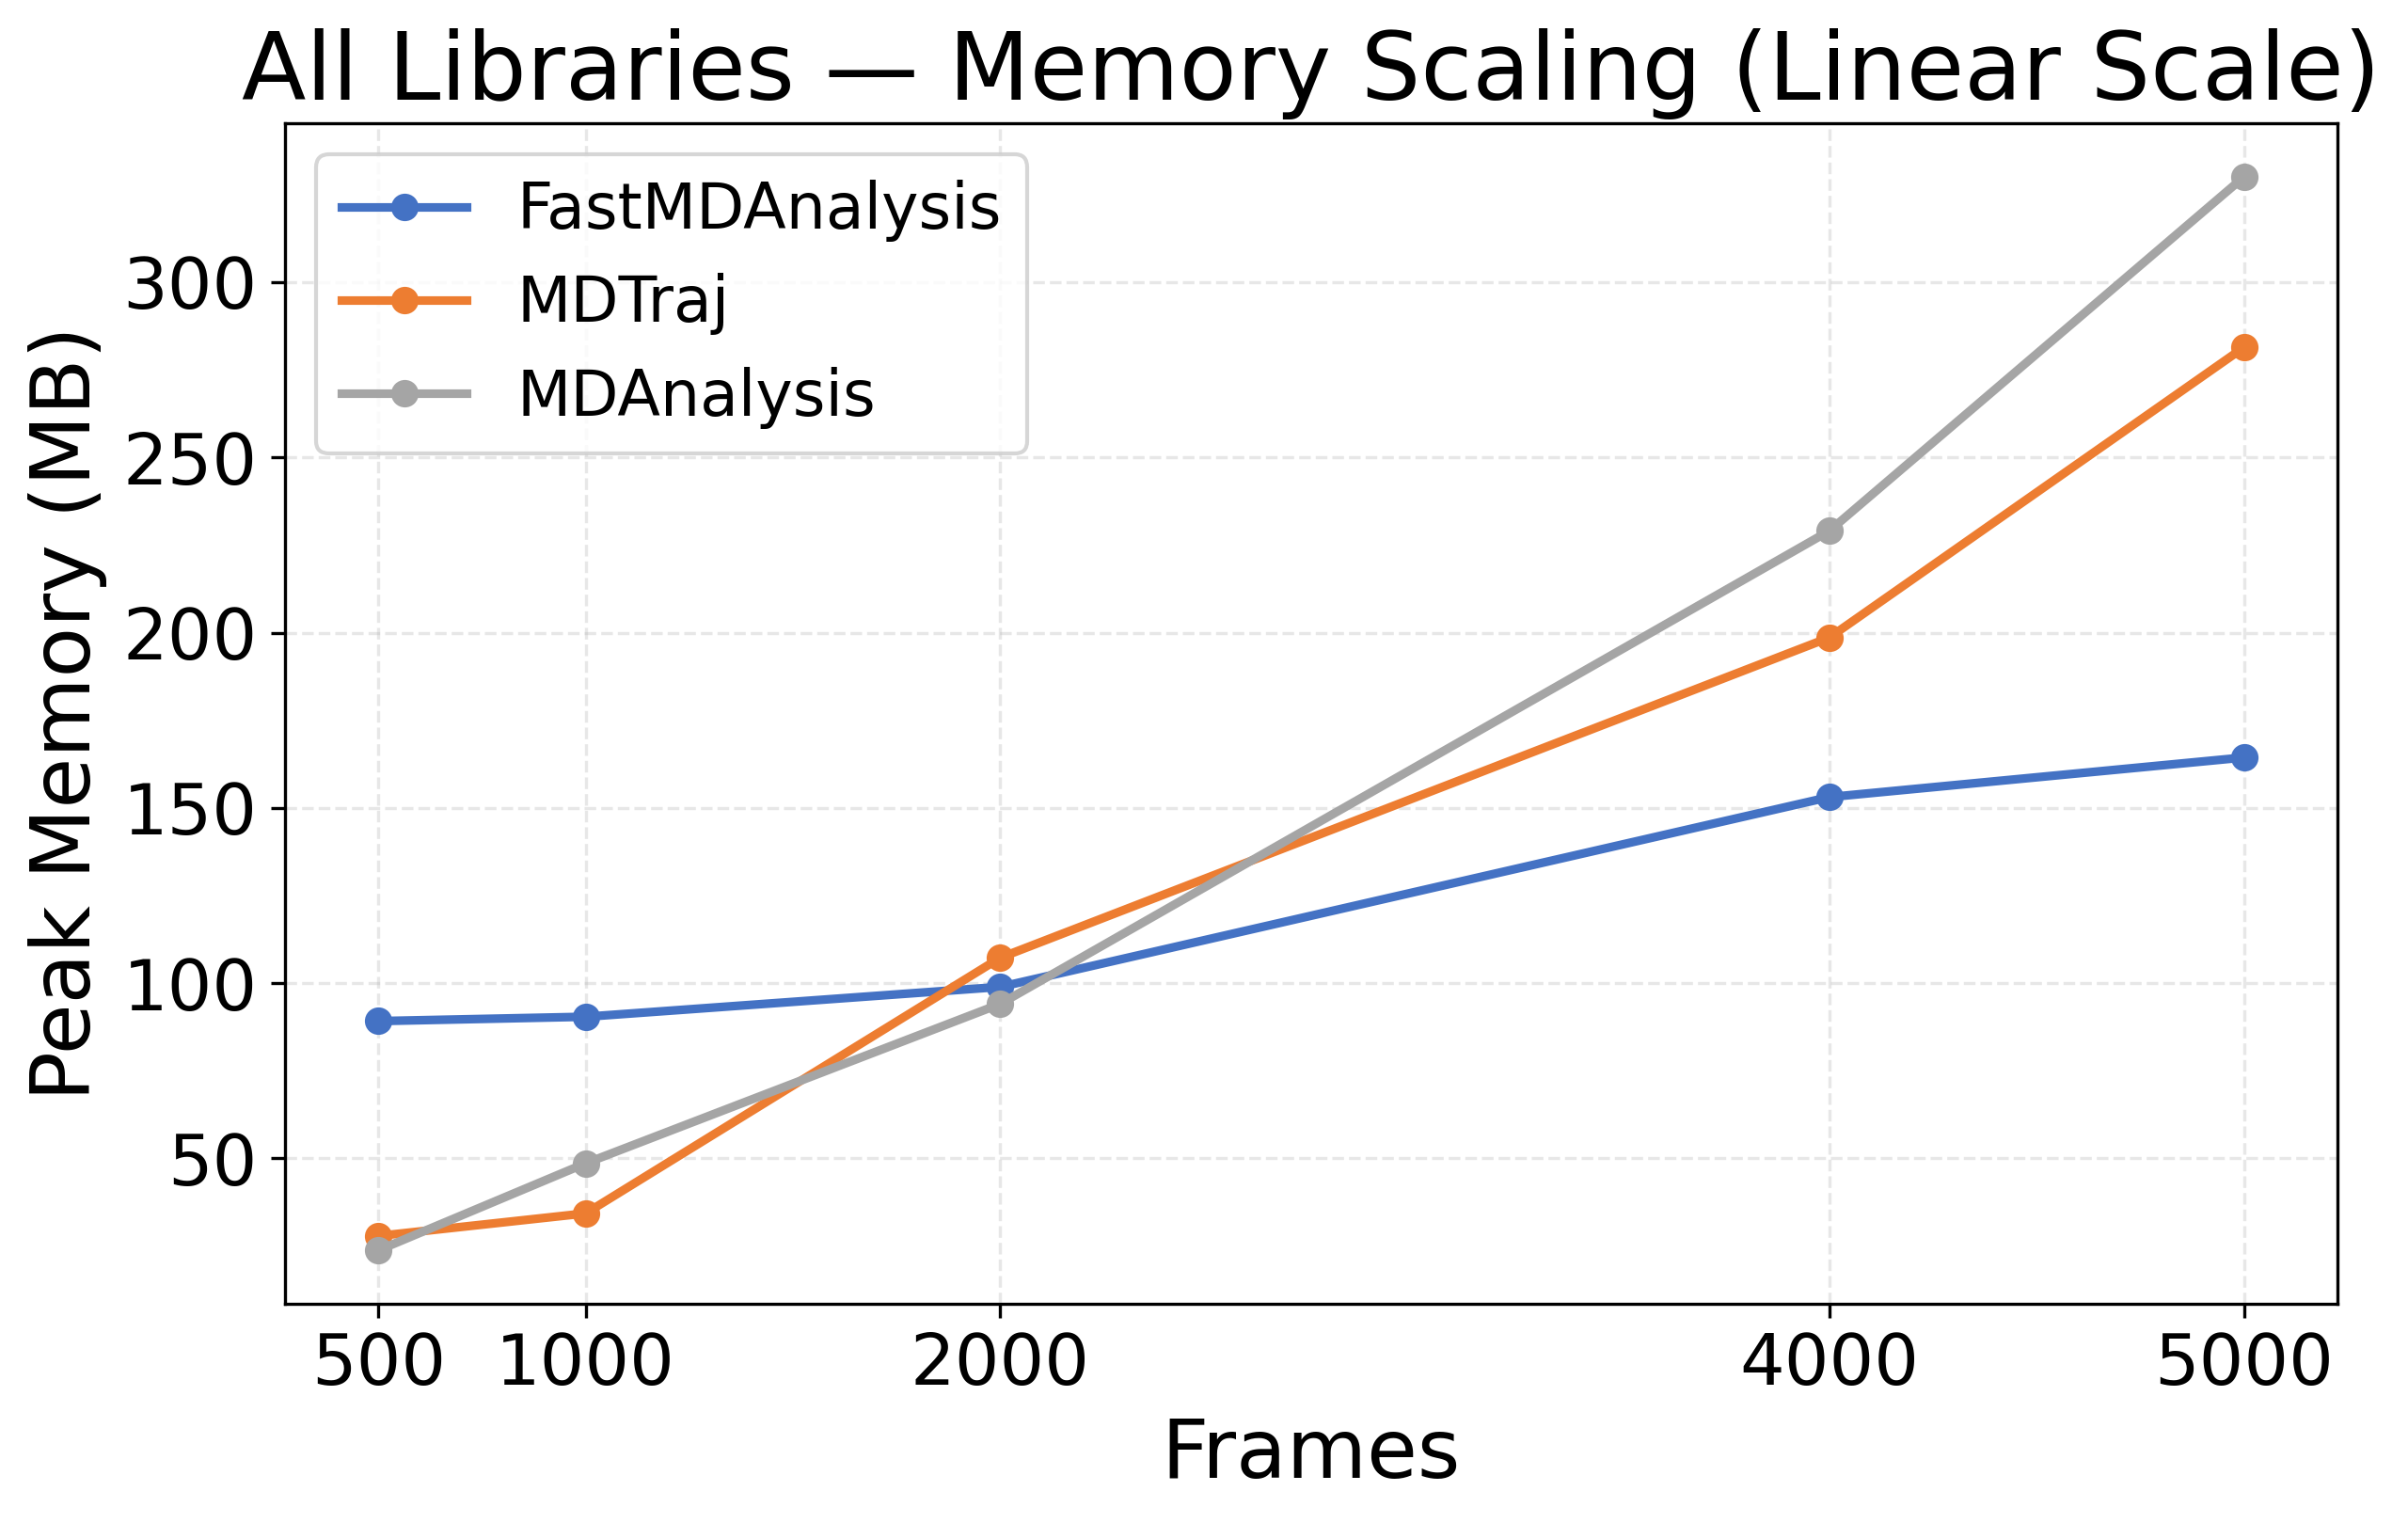 All Libraries — Memory Scaling (Linear Scale)
FastMDAnalysis
MDTraj
MDAnalysis
Peak Memory (MB)
300
250
200
150
100
50
500 1000 2000 4000 5000
Frames